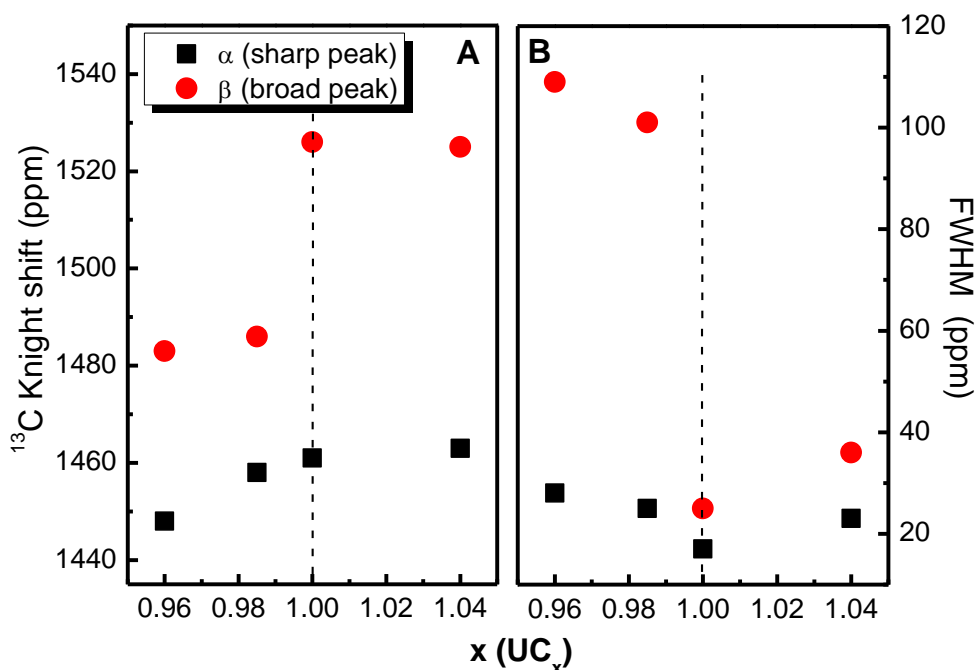 A
B
α (sharp peak)
β (broad peak)
¹³C Knight shift (ppm)
1540
1520
1500
1480
1460
1440
0.96 0.98 1.00 1.02 1.04
0.96 0.98 1.00 1.02 1.04
120
100
80
60
40
20
FWHM (ppm)
x (UCₓ)